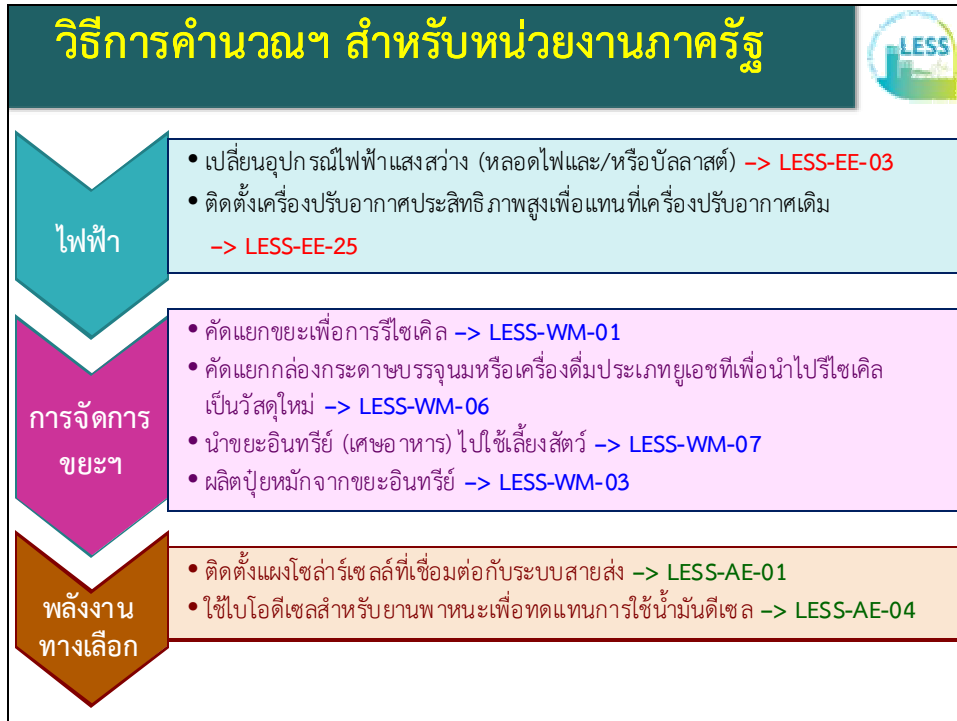 วิธีการคำนวณฯ สำหรับหน่วยงานภาครัฐ
LESS
ไฟฟ้า
• เปลี่ยนอุปกรณ์ไฟฟ้าแสงสว่าง (หลอดไฟและ/หรือบัลลาสต์) –> LESS-EE-03
• ติดตั้งเครื่องปรับอากาศประสิทธิภาพสูงเพื่อแทนที่เครื่องปรับอากาศเดิม
–> LESS-EE-25
การจัดการ
ขยะฯ
• คัดแยกขยะเพื่อการรีไซเคิล –> LESS-WM-01
• คัดแยกกล่องกระดาษบรรจุนมหรือเครื่องดื่มประเภทยูเอชทีเพื่อนำไปรีไซเคิล
เป็นวัสดุใหม่ –> LESS-WM-06
• นำขยะอินทรีย์ (เศษอาหาร) ไปใช้เลี้ยงสัตว์ –> LESS-WM-07
• ผลิตปุ๋ยหมักจากขยะอินทรีย์ –> LESS-WM-03
พลังงาน
ทางเลือก
• ติดตั้งแผงโซล่าร์เซลล์ที่เชื่อมต่อกับระบบสายส่ง –> LESS-AE-01
• ใช้ไบโอดีเซลสำหรับยานพาหนะเพื่อทดแทนการใช้น้ำมันดีเซล –> LESS-AE-04